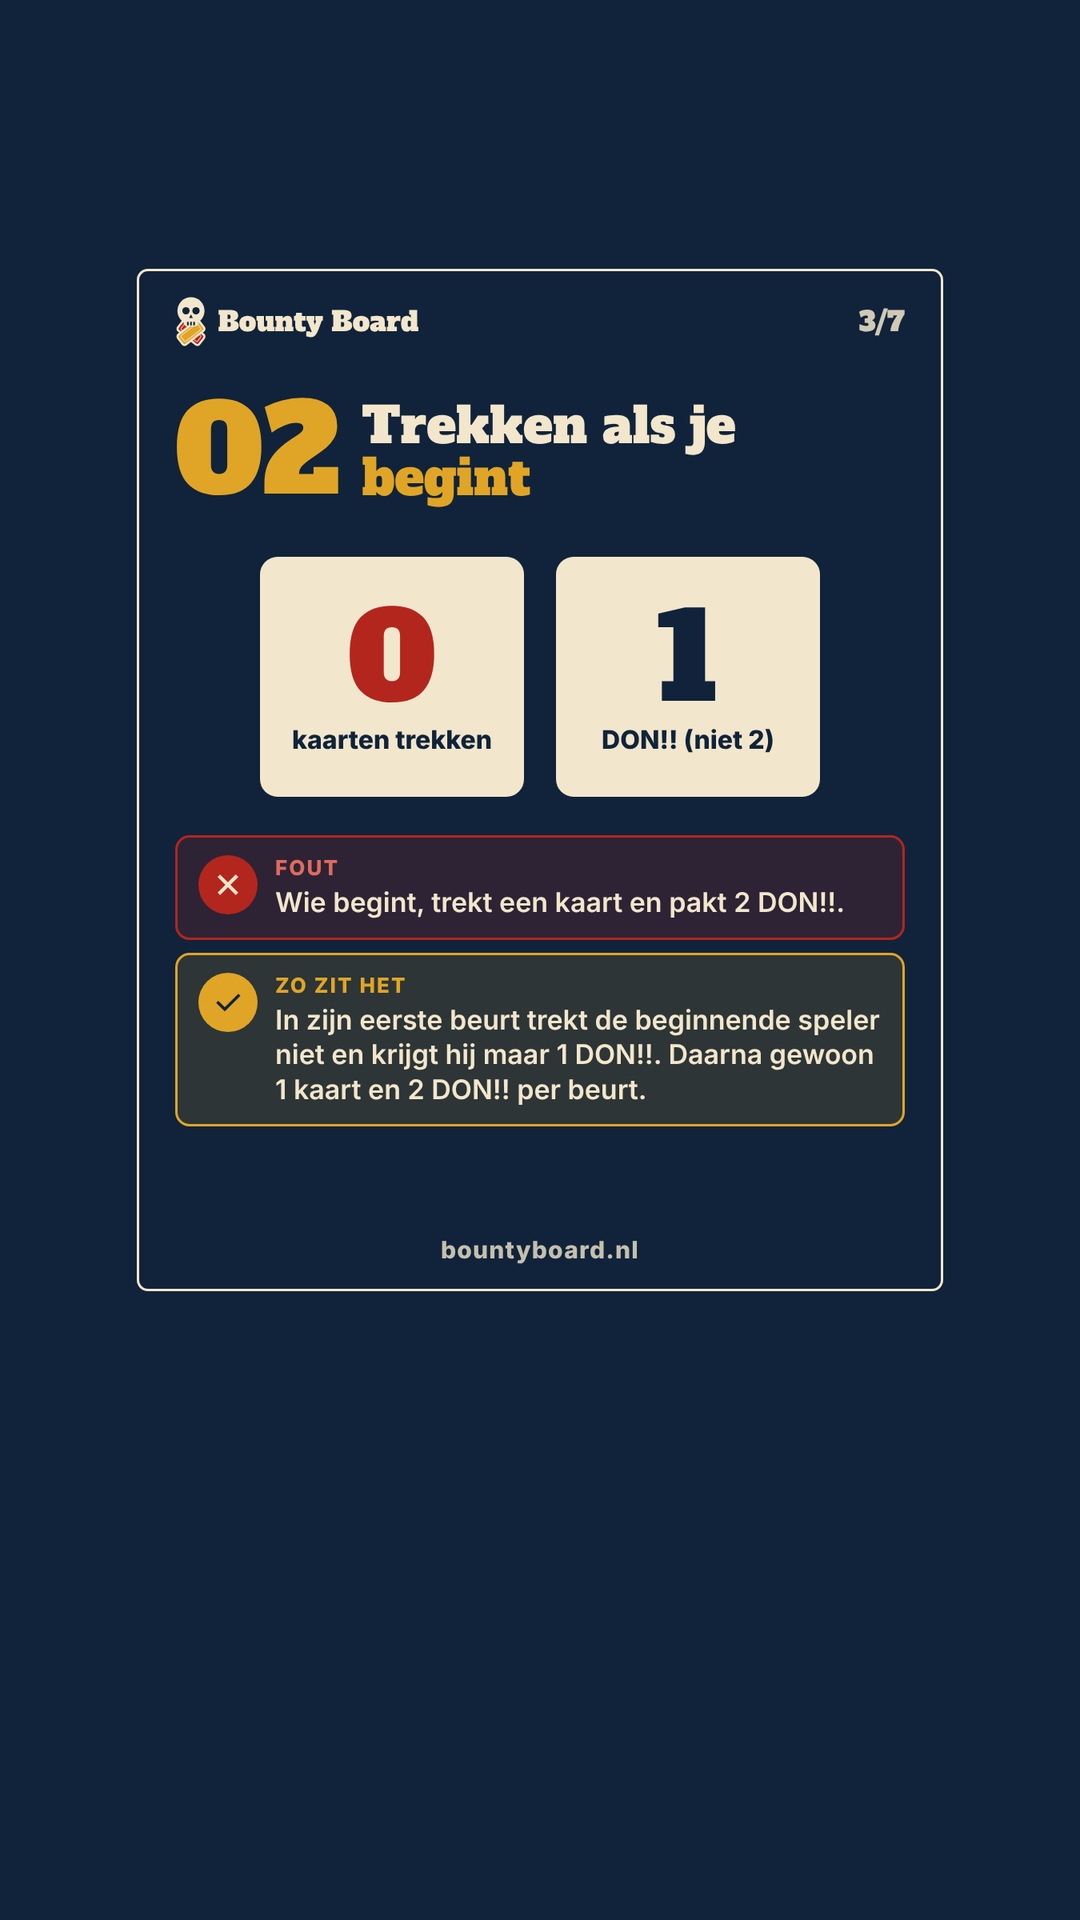 Bounty Board
3/7
02
Trekken als je
begint
0
kaarten trekken
1
DON!! (niet 2)
FOUT
Wie begint, trekt een kaart en pakt 2 DON!!.
ZO ZIT HET
In zijn eerste beurt trekt de beginnende speler
niet en krijgt hij maar 1 DON!!. Daarna gewoon
1 kaart en 2 DON!! per beurt.
bountyboard.nl